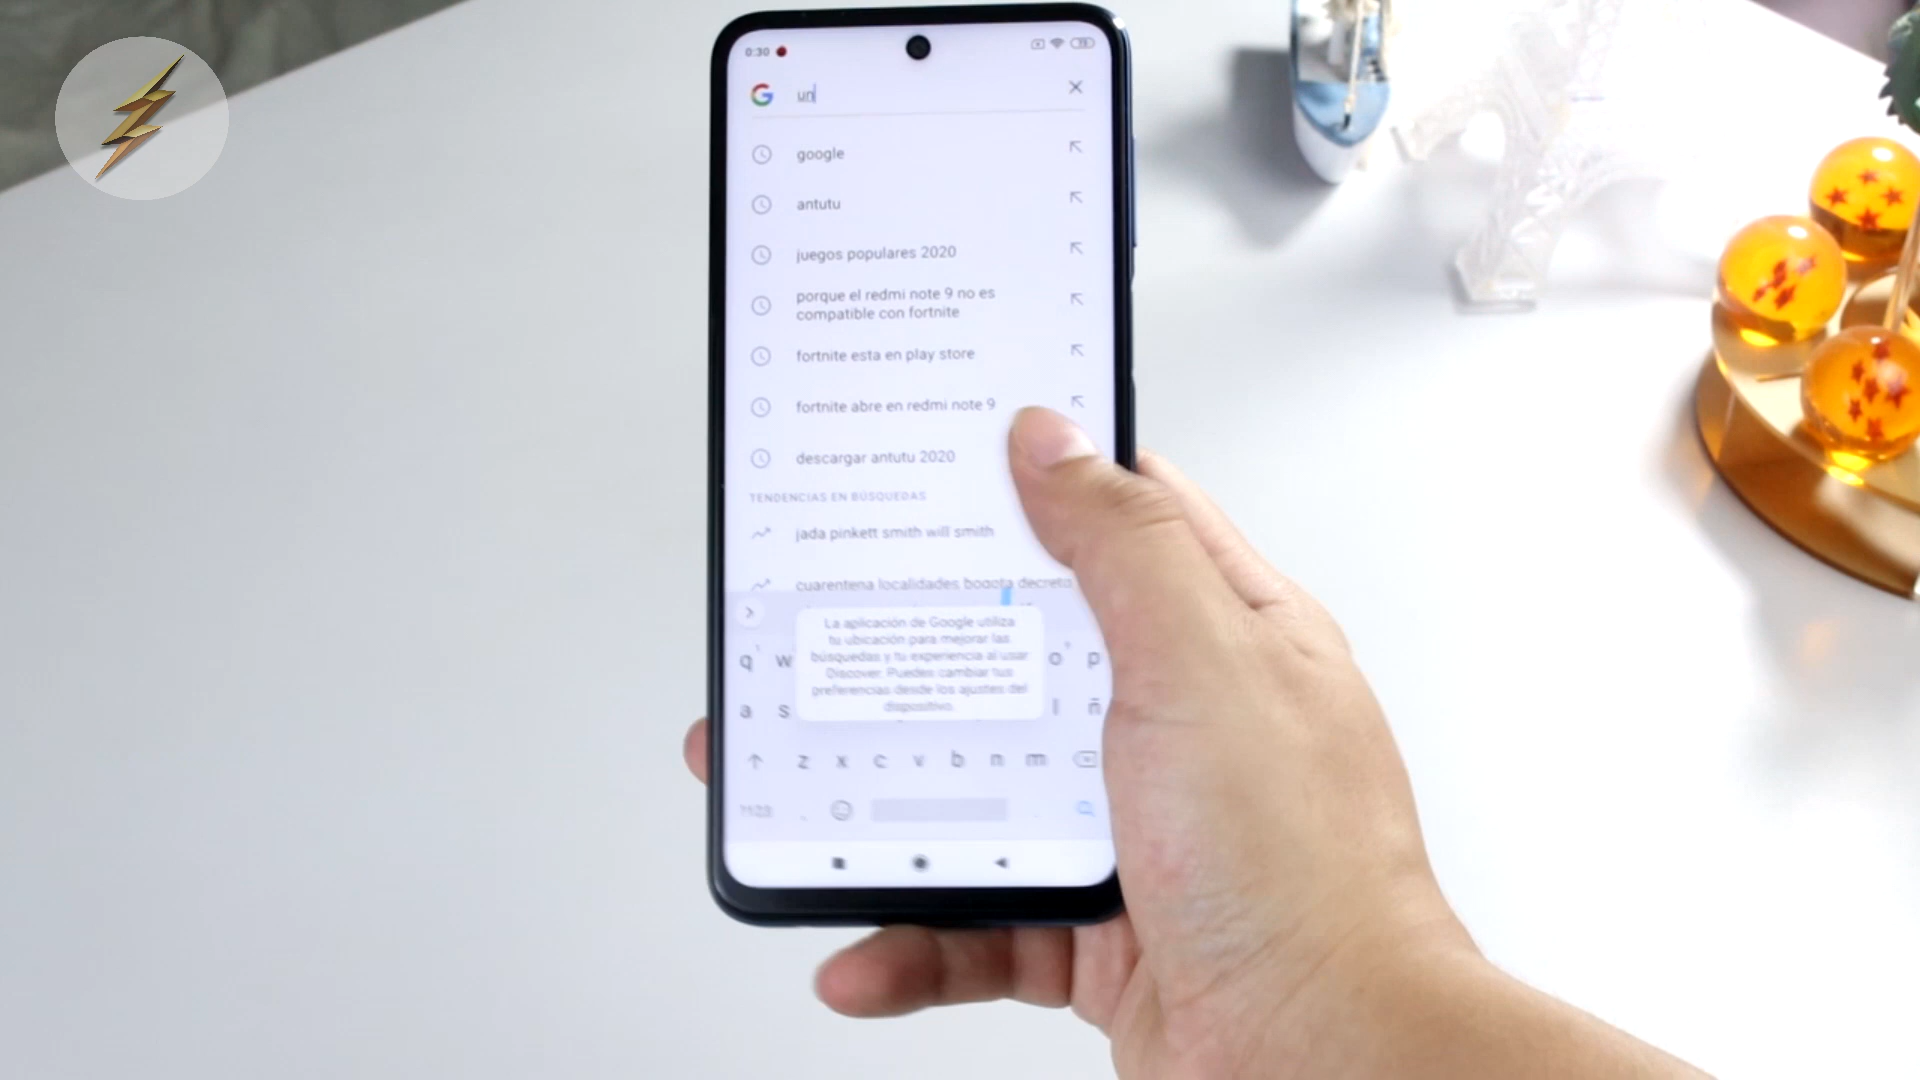 0:30
un
google
antutu
juegos populares 2020
porque el redmi note 9 no es
compatible con fortnite
fortnite esta en play store
fortnite abre en redmi note 9
descargar antutu 2020
TENDENCIAS EN BÚSQUEDAS
jada pinkett smith will smith
cuarentena localidades bogota decreto
La aplicación de Google utiliza
tu ubicación para mejorar las
búsquedas y tu experiencia al usar
Discover. Puedes cambiar tus
preferencias desde los ajustes del
dispositivo.
q w o p
a s l ñ
z x c v b n m
?123